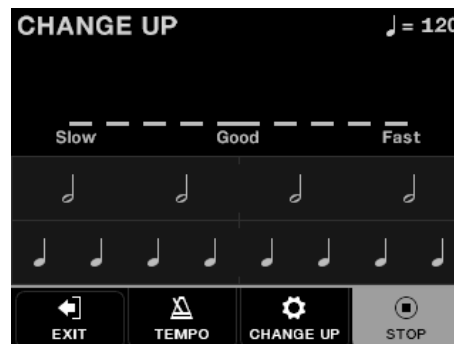 CHANGE UP ♩= 120
Slow Good Fast
EXIT TEMPO CHANGE UP STOP